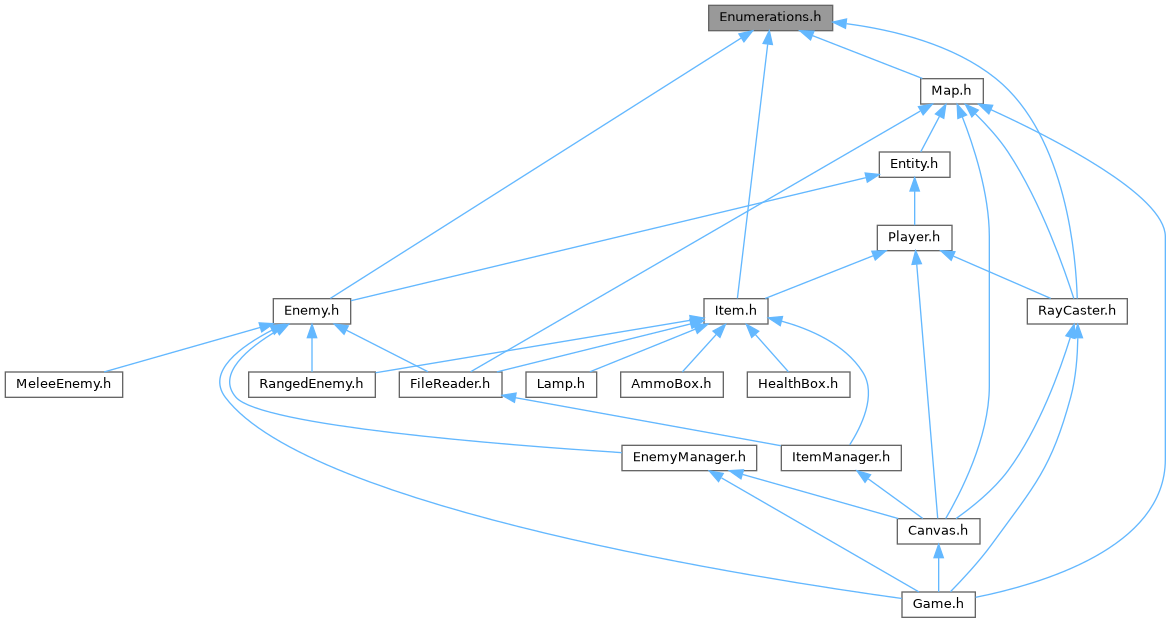 Enumerations.h
Map.h
Entity.h
Player.h
Enemy.h
Item.h
RayCaster.h
MeleeEnemy.h
RangedEnemy.h
FileReader.h
Lamp.h
AmmoBox.h
HealthBox.h
EnemyManager.h
ItemManager.h
Canvas.h
Game.h